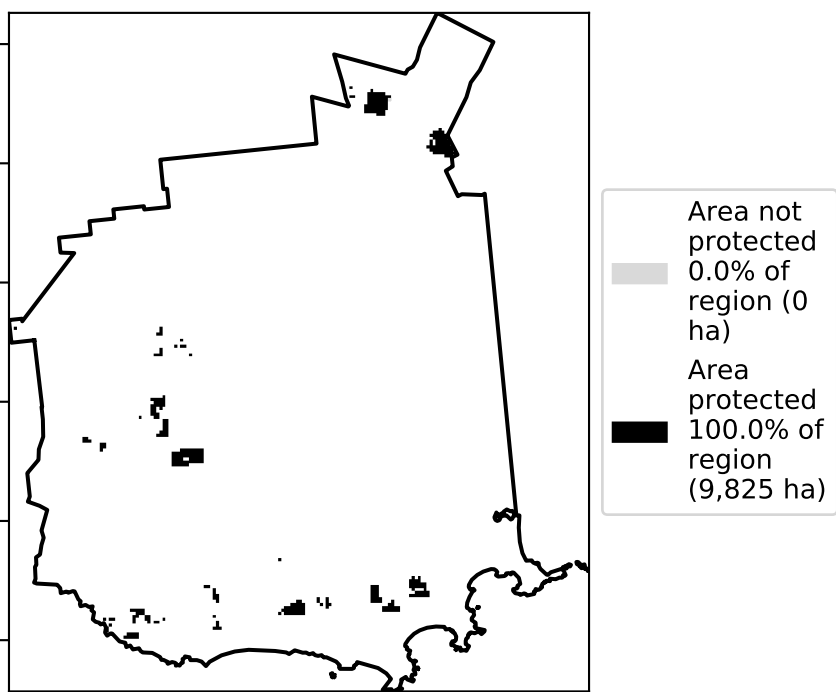 Area not
protected
0.0% of
region (0
ha)
Area
protected
100.0% of
region
(9,825 ha)